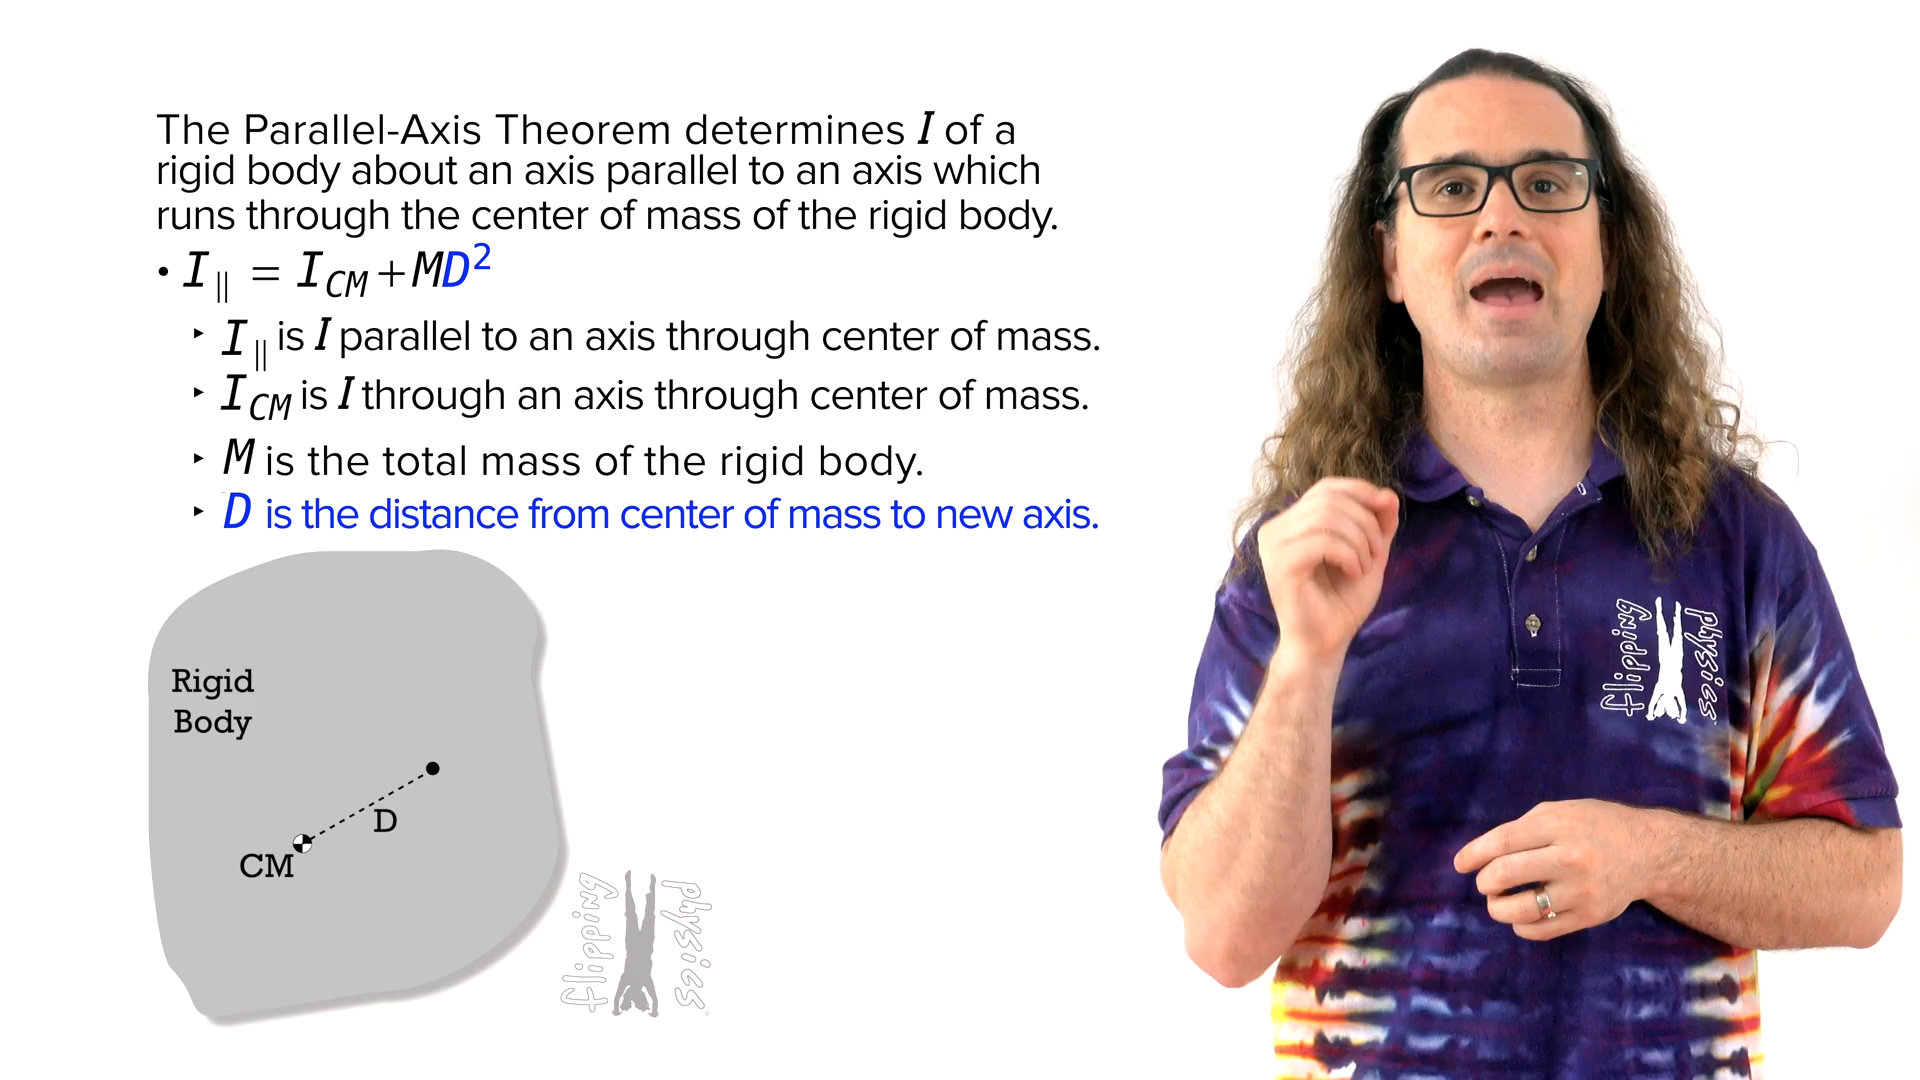 The Parallel-Axis Theorem determines I of a
rigid body about an axis parallel to an axis which
runs through the center of mass of the rigid body.
• I∥ = I_CM + MD²
‣ I∥ is I parallel to an axis through center of mass.
‣ I_CM is I through an axis through center of mass.
‣ M is the total mass of the rigid body.
‣ D is the distance from center of mass to new axis.
Rigid
Body
D
CM
flipping
physics
flipping
physics